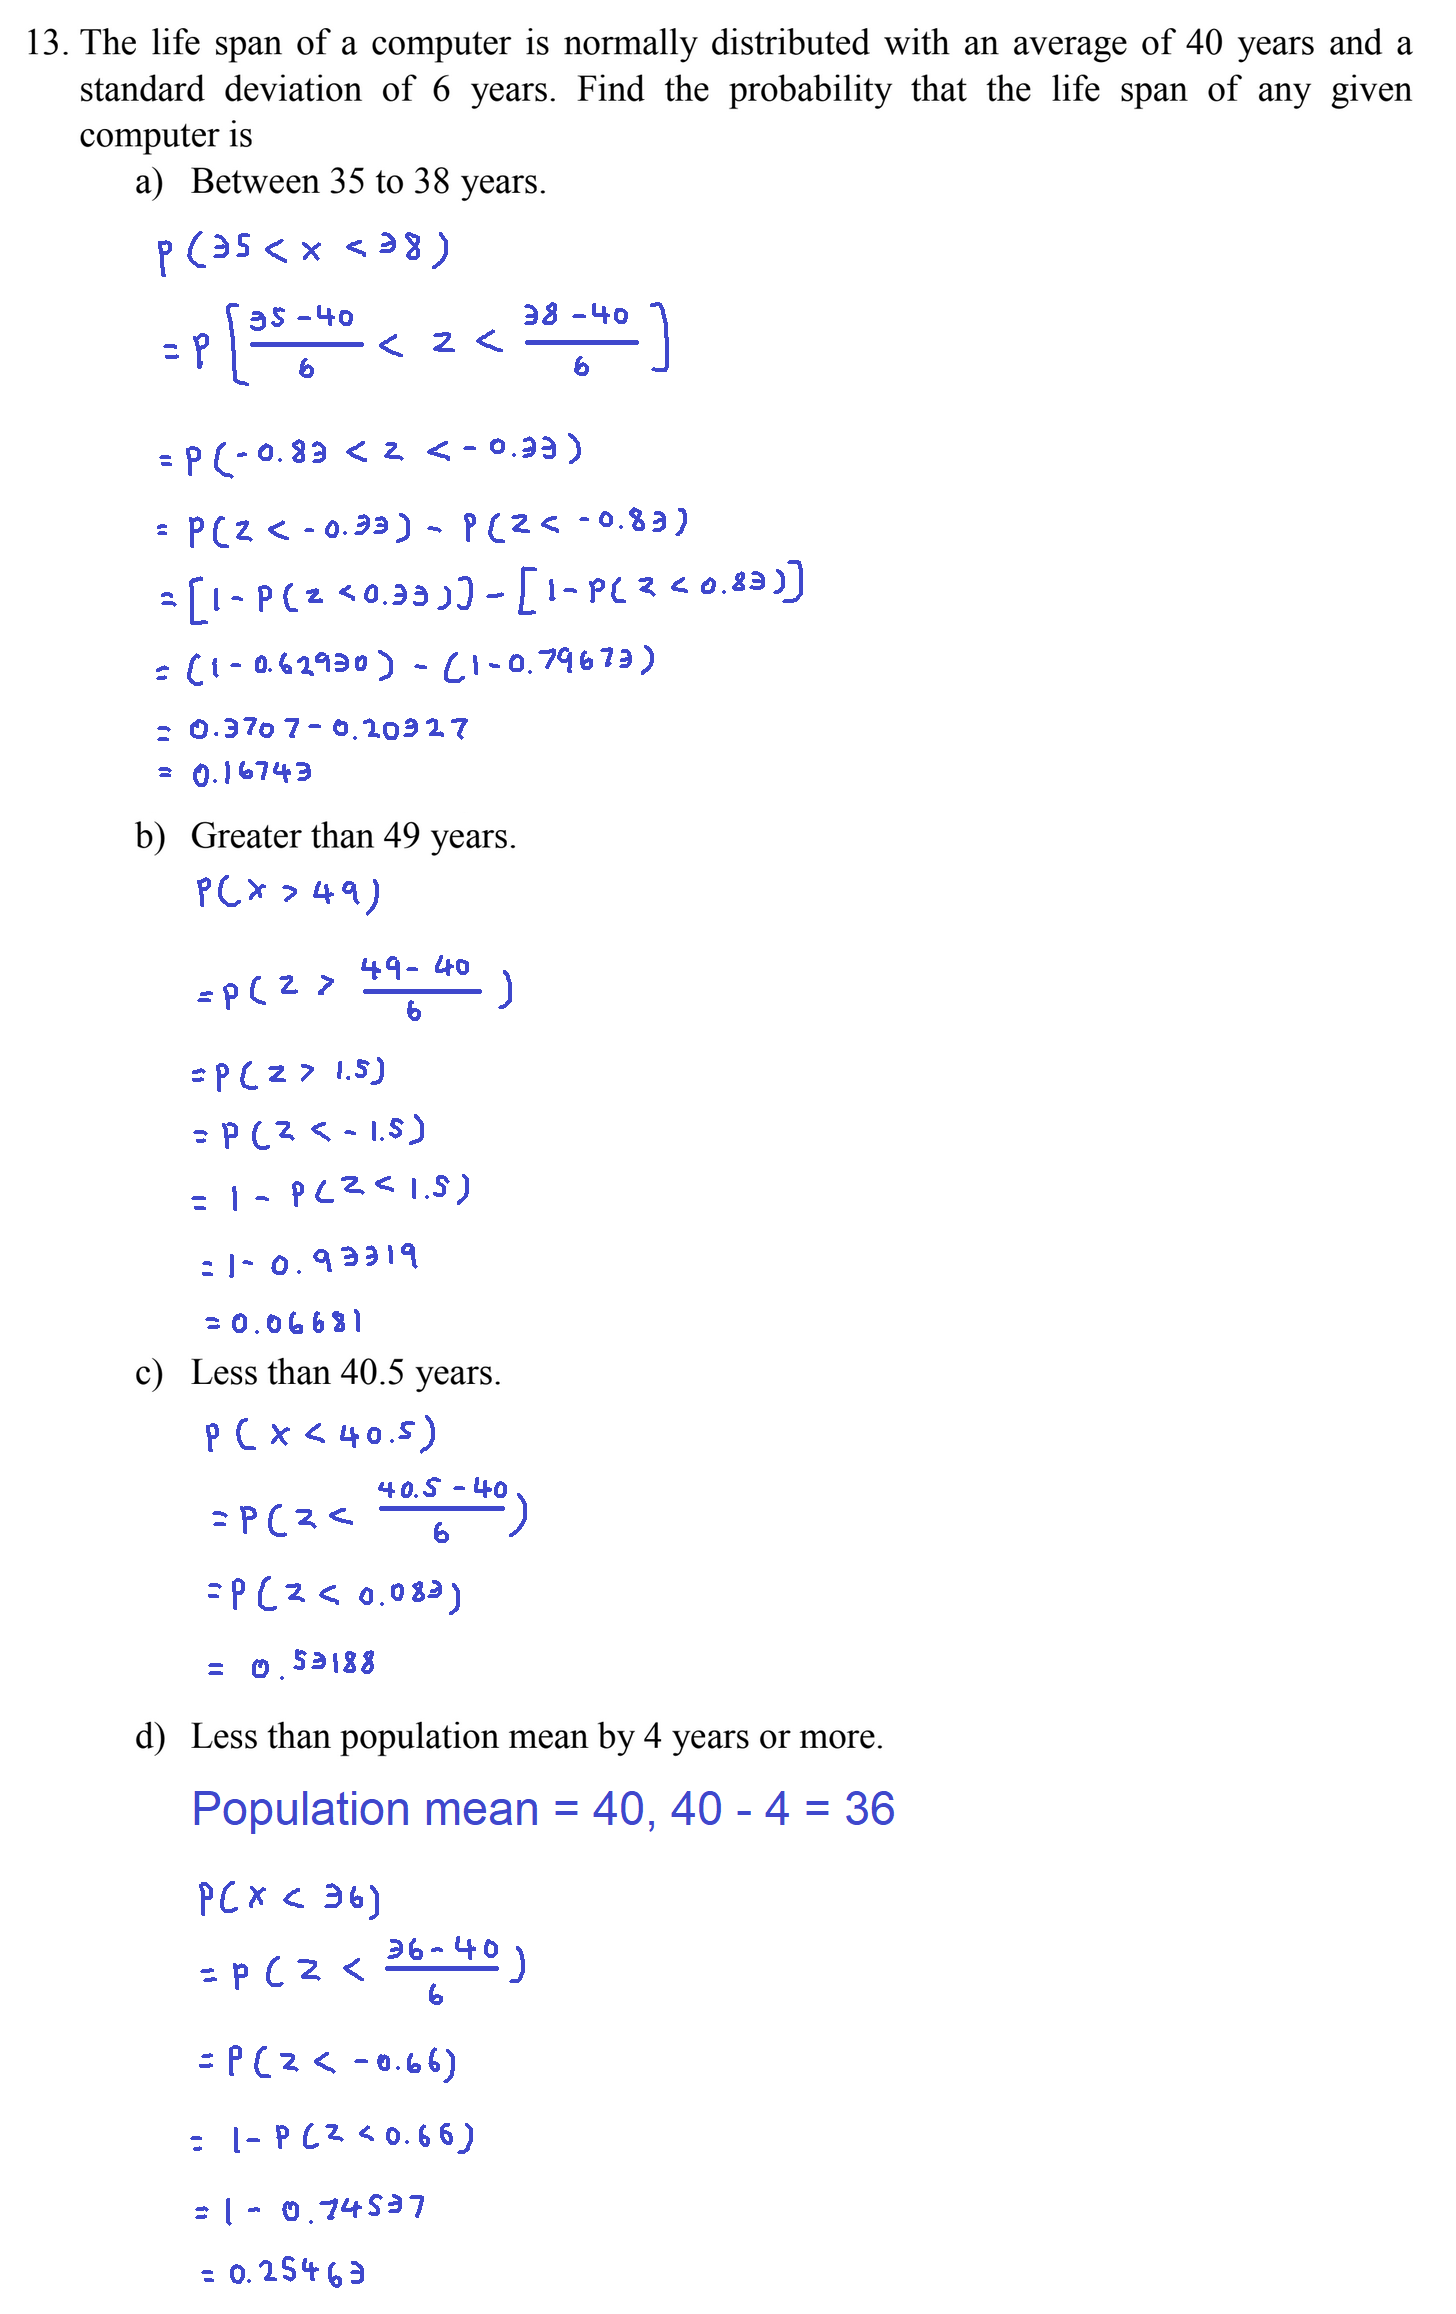 13. The life span of a computer is normally distributed with an average of 40 years and a
standard deviation of 6 years. Find the probability that the life span of any given
computer is
a) Between 35 to 38 years.
P(35 < x < 38)
= P[(35 - 40)/6 < z < (38 - 40)/6]
= P(-0.83 < z < -0.33)
= P(z < -0.33) - P(z < -0.83)
= [1 - P(z < 0.33)] - [1 - P(z < 0.83)]
= (1 - 0.62930) - (1 - 0.79673)
= 0.3707 - 0.20327
= 0.16743
b) Greater than 49 years.
P(x > 49)
= P(z > (49 - 40)/6)
= P(z > 1.5)
= P(z < -1.5)
= 1 - P(z < 1.5)
= 1 - 0.93319
= 0.06681
c) Less than 40.5 years.
P(x < 40.5)
= P(z < (40.5 - 40)/6)
= P(z < 0.083)
= 0.53188
d) Less than population mean by 4 years or more.
Population mean = 40, 40 - 4 = 36
P(x < 36)
= P(z < (36 - 40)/6)
= P(z < -0.66)
= 1 - P(z < 0.66)
= 1 - 0.74537
= 0.25463